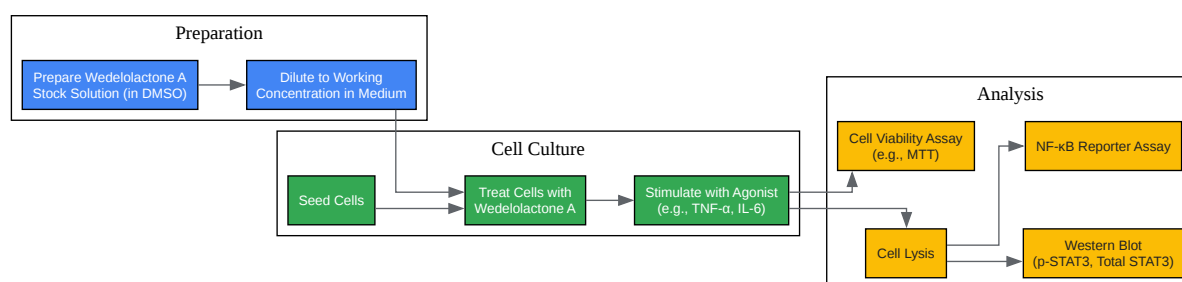 Preparation
Prepare Wedelolactone A
Stock Solution (in DMSO)
Dilute to Working
Concentration in Medium
Cell Culture
Seed Cells
Treat Cells with
Wedelolactone A
Stimulate with Agonist
(e.g., TNF-α, IL-6)
Analysis
Cell Viability Assay
(e.g., MTT)
NF-κB Reporter Assay
Cell Lysis
Western Blot
(p-STAT3, Total STAT3)